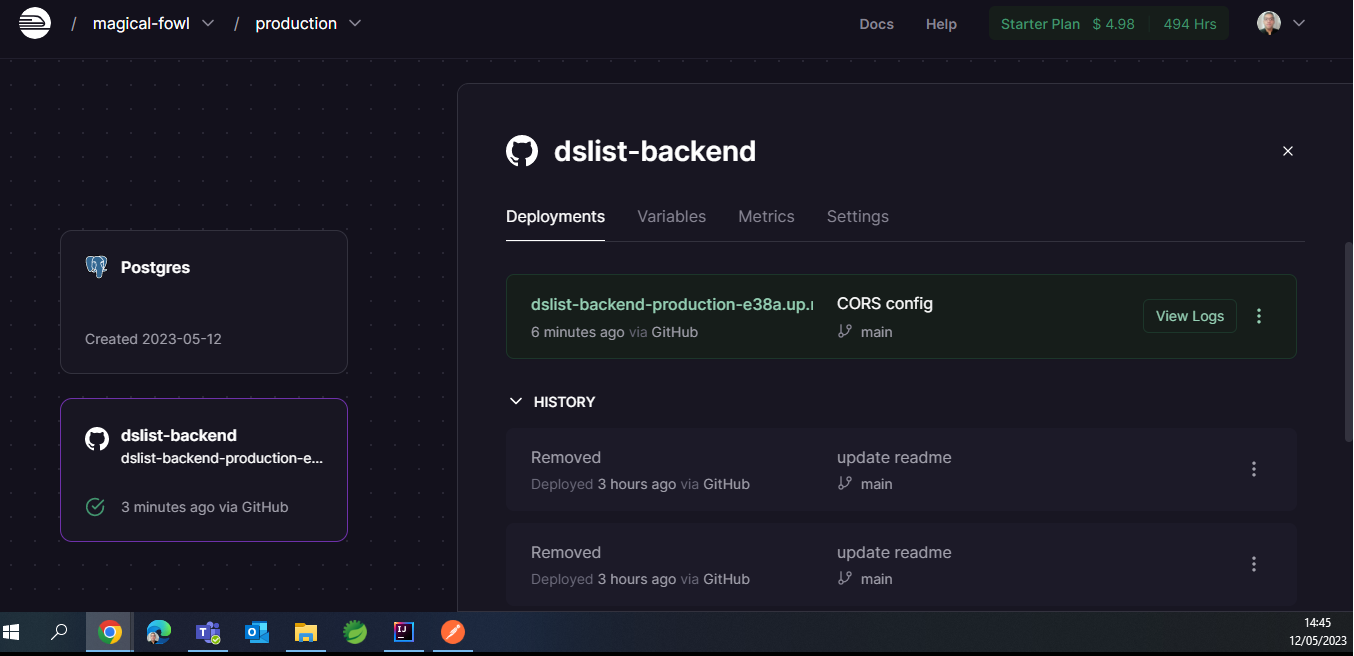 / magical-fowl / production
Docs Help Starter Plan $ 4.98 494 Hrs
dslist-backend
Deployments Variables Metrics Settings
Postgres
Created 2023-05-12
dslist-backend
dslist-backend-production-e...
3 minutes ago via GitHub
dslist-backend-production-e38a.up.r
6 minutes ago via GitHub
CORS config
main
View Logs
HISTORY
Removed
Deployed 3 hours ago via GitHub
update readme
main
Removed
Deployed 3 hours ago via GitHub
update readme
main
14:45
12/05/2023